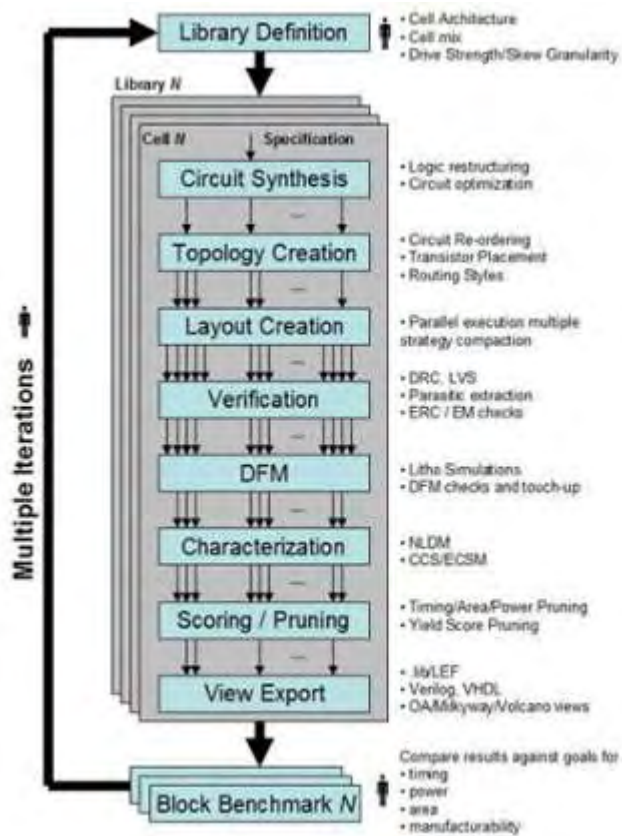 Library Definition
• Cell Architecture
• Cell mix
• Drive Strength/Skew Granularity
Library N
Cell N
Specification
Circuit Synthesis
• Logic restructuring
• Circuit optimization
...
Topology Creation
• Circuit Re-ordering
• Transistor Placement
• Routing Styles
...
Layout Creation
• Parallel execution multiple
strategy compaction
...
Verification
• DRC, LVS
• Parasitic extraction
• ERC / EM checks
...
DFM
• Litho Simulations
• DFM checks and touch-up
...
Characterization
• NLDM
• CCS/ECSM
...
Scoring / Pruning
• Timing/Area/Power Pruning
• Yield Score Pruning
...
View Export
• .lib/LEF
• Verilog, VHDL
• OA/Milkyway/Volcano views
Multiple Iterations
Block Benchmark N
Compare results against goals for
• timing
• power
• area
• manufacturability